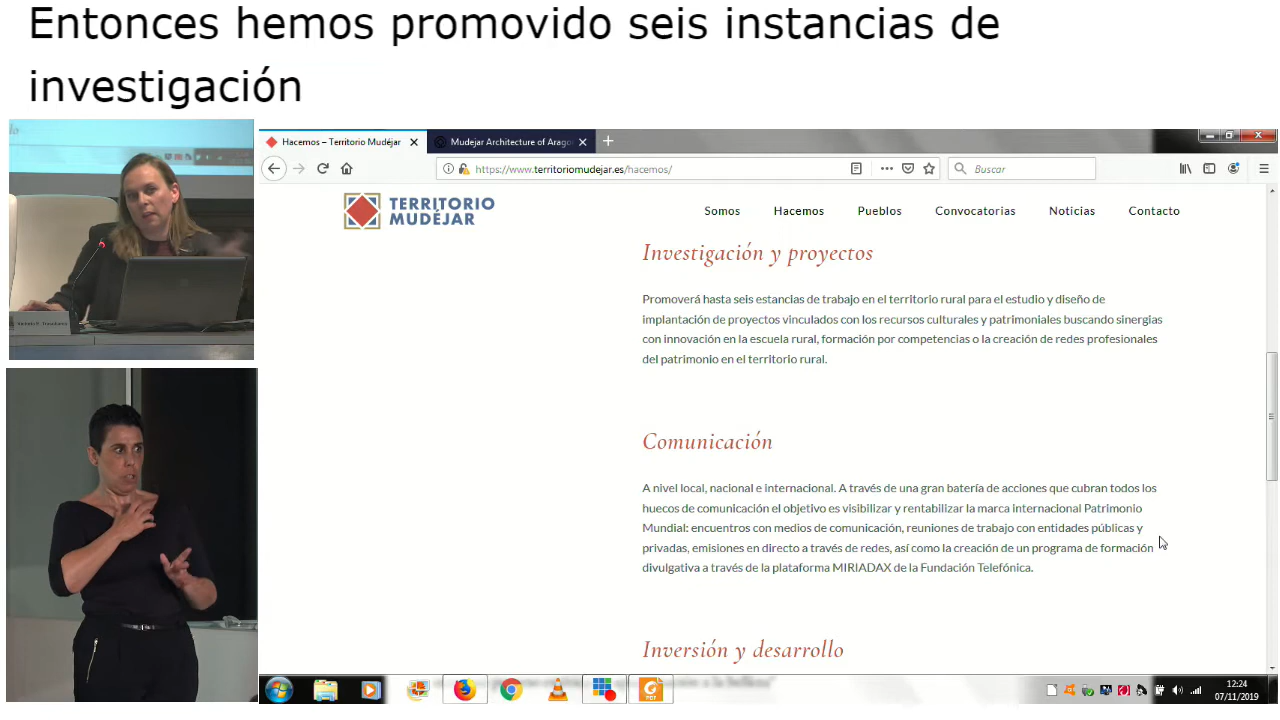 Entonces hemos promovido seis instancias de
investigación
Hacemos – Territorio Mudéjar
Mudejar Architecture of Arago
https://www.territoriomudejar.es/hacemos/
Buscar
TERRITORIO
MUDÉJAR
Somos Hacemos Pueblos Convocatorias Noticias Contacto
Investigación y proyectos
Promoverá hasta seis estancias de trabajo en el territorio rural para el estudio y diseño de
implantación de proyectos vinculados con los recursos culturales y patrimoniales buscando sinergias
con innovación en la escuela rural, formación por competencias o la creación de redes profesionales
del patrimonio en el territorio rural.
Comunicación
A nivel local, nacional e internacional. A través de una gran batería de acciones que cubran todos los
huecos de comunicación el objetivo es visibilizar y rentabilizar la marca internacional Patrimonio
Mundial: encuentros con medios de comunicación, reuniones de trabajo con entidades públicas y
privadas, emisiones en directo a través de redes, así como la creación de un programa de formación
divulgativa a través de la plataforma MIRIADAX de la Fundación Telefónica.
Inversión y desarrollo
12:24
07/11/2019